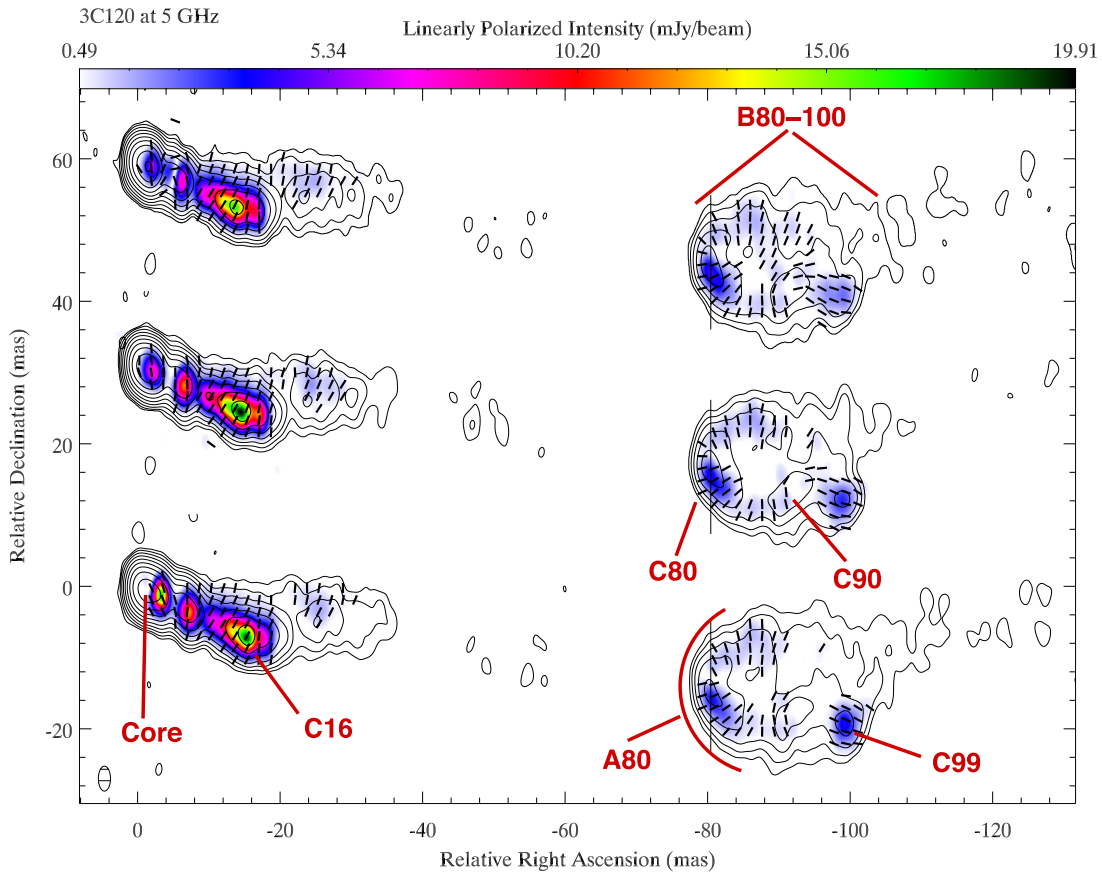 3C120 at 5 GHz
Linearly Polarized Intensity (mJy/beam)
0.49 5.34 10.20 15.06 19.91
B80–100
60
40
20
0
-20
Relative Declination (mas)
C80
C90
Core
C16
A80
C99
0 -20 -40 -60 -80 -100 -120
Relative Right Ascension (mas)